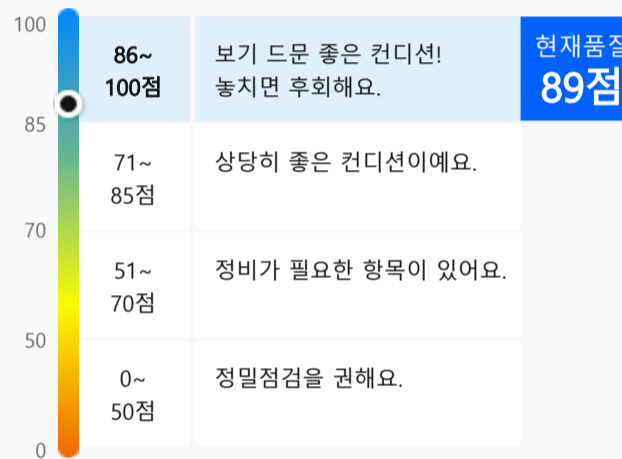 100
86~
100점
보기 드문 좋은 컨디션!
놓치면 후회해요.
현재품질
89점
85
71~
85점
상당히 좋은 컨디션이예요.
70
51~
70점
정비가 필요한 항목이 있어요.
50
0~
50점
정밀점검을 권해요.
0